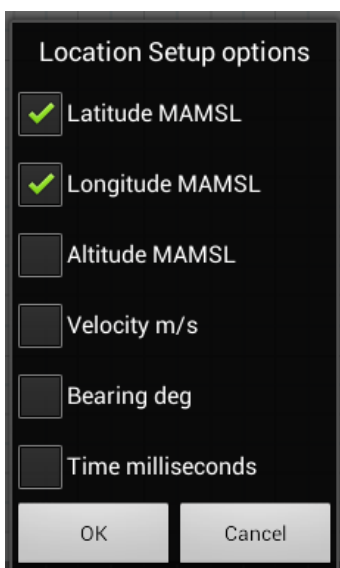 Location Setup options
Latitude MAMSL
Longitude MAMSL
Altitude MAMSL
Velocity m/s
Bearing deg
Time milliseconds
OK Cancel